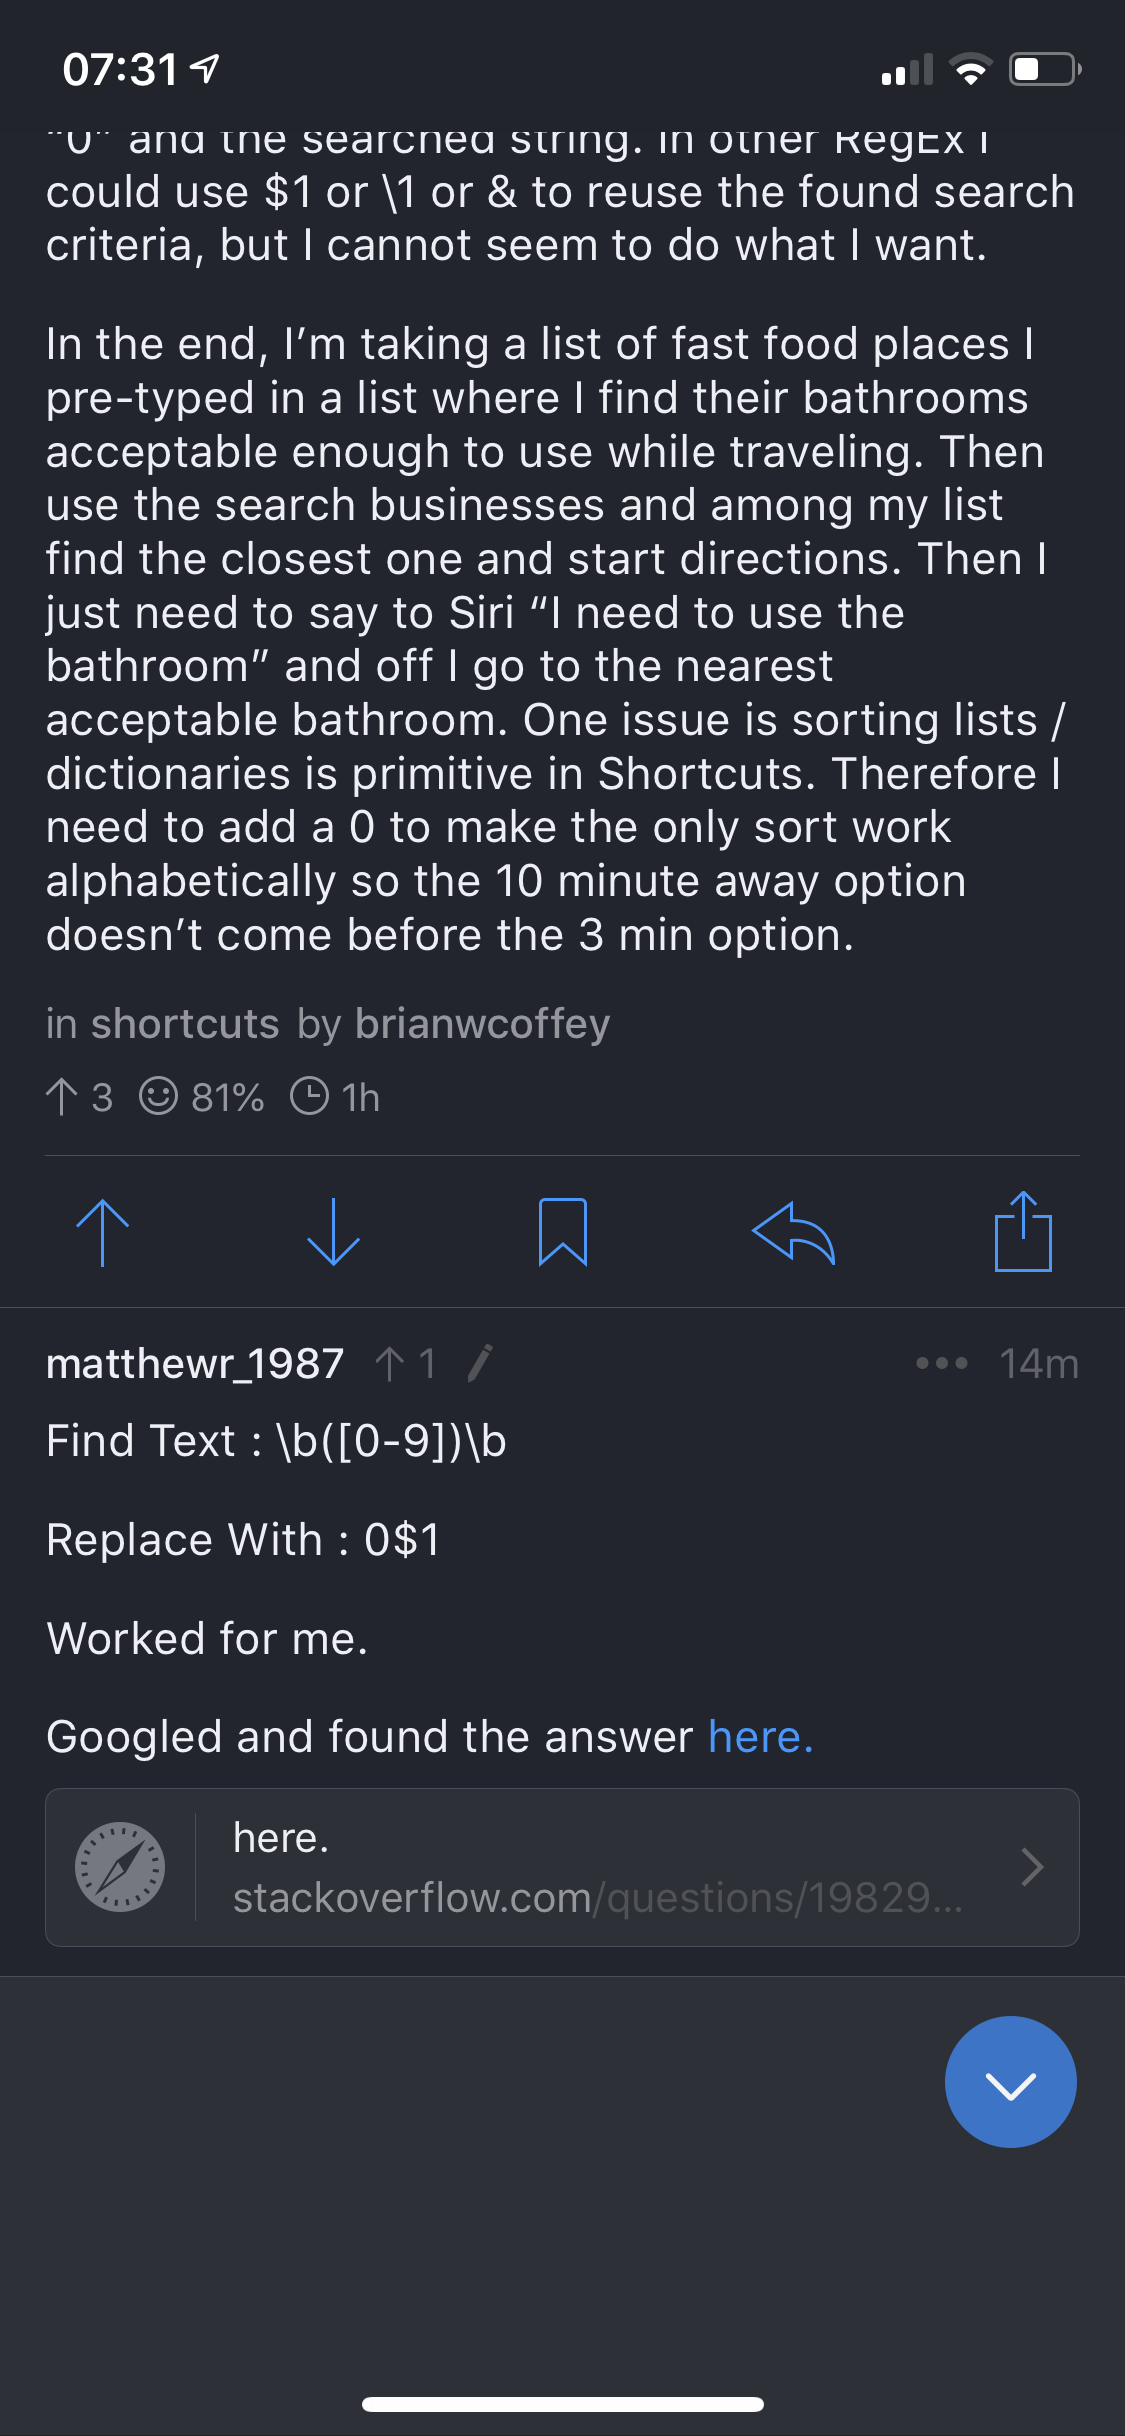 07:31
"0" and the searched string. In other RegEx I
could use $1 or \1 or & to reuse the found search
criteria, but I cannot seem to do what I want.
In the end, I’m taking a list of fast food places I
pre-typed in a list where I find their bathrooms
acceptable enough to use while traveling. Then
use the search businesses and among my list
find the closest one and start directions. Then I
just need to say to Siri “I need to use the
bathroom” and off I go to the nearest
acceptable bathroom. One issue is sorting lists /
dictionaries is primitive in Shortcuts. Therefore I
need to add a 0 to make the only sort work
alphabetically so the 10 minute away option
doesn’t come before the 3 min option.
in shortcuts by brianwcoffey
3 81% 1h
matthewr_1987 1 14m
Find Text : \b([0-9])\b
Replace With : 0$1
Worked for me.
Googled and found the answer here.
here.
stackoverflow.com/questions/19829...